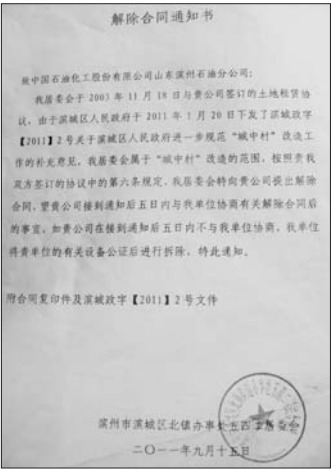 解除合同通知书
致中国石油化工股份有限公司山东滨州石油分公司:
我居委会于2003年11月18日与贵公司签订的土地租赁协
议,由于滨城区人民政府于2011年1月20日下发了滨城政字
【2011】2号关于滨城区人民政府进一步规范“城中村”改造工
作的补充意见,我居委会属于“城中村”改造的范围,按照贵我
双方签订的协议中的第六条规定,我居委会特向贵公司提出解除
合同,望贵公司接到通知后五日内与我单位协商有关解除合同后
的事宜,如贵公司在接到通知后五日内不与我单位协商,我单位
将贵单位的有关设备公证后进行拆除,特此通知。
附合同复印件及滨城政字【2011】2号文件
滨州市滨城区北镇办事处五四居委会
二〇一一年九月十五日